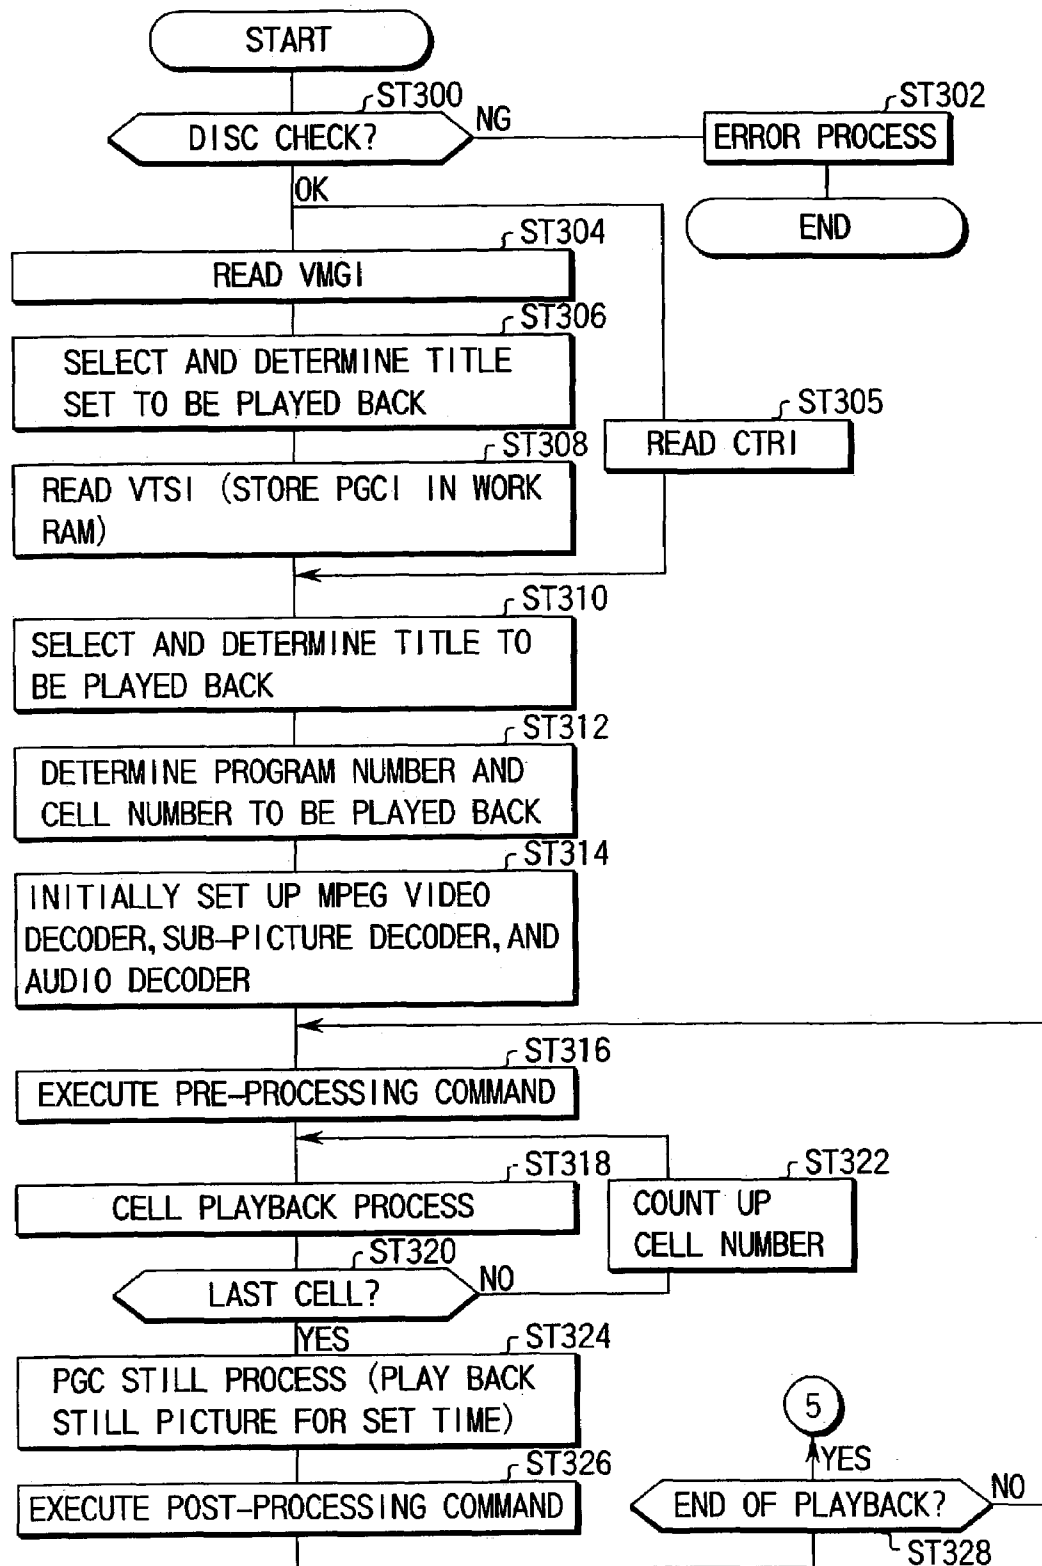 START
ST300
DISC CHECK?
NG
ST302
ERROR PROCESS
END
OK
ST304
READ VMGI
ST306
SELECT AND DETERMINE TITLE
SET TO BE PLAYED BACK
ST305
READ CTRI
ST308
READ VTSI (STORE PGCI IN WORK
RAM)
ST310
SELECT AND DETERMINE TITLE TO
BE PLAYED BACK
ST312
DETERMINE PROGRAM NUMBER AND
CELL NUMBER TO BE PLAYED BACK
ST314
INITIALLY SET UP MPEG VIDEO
DECODER, SUB-PICTURE DECODER, AND
AUDIO DECODER
ST316
EXECUTE PRE-PROCESSING COMMAND
ST318
CELL PLAYBACK PROCESS
ST322
COUNT UP
CELL NUMBER
ST320
LAST CELL?
NO
YES
ST324
PGC STILL PROCESS (PLAY BACK
STILL PICTURE FOR SET TIME)
ST326
EXECUTE POST-PROCESSING COMMAND
5
YES
END OF PLAYBACK?
NO
ST328